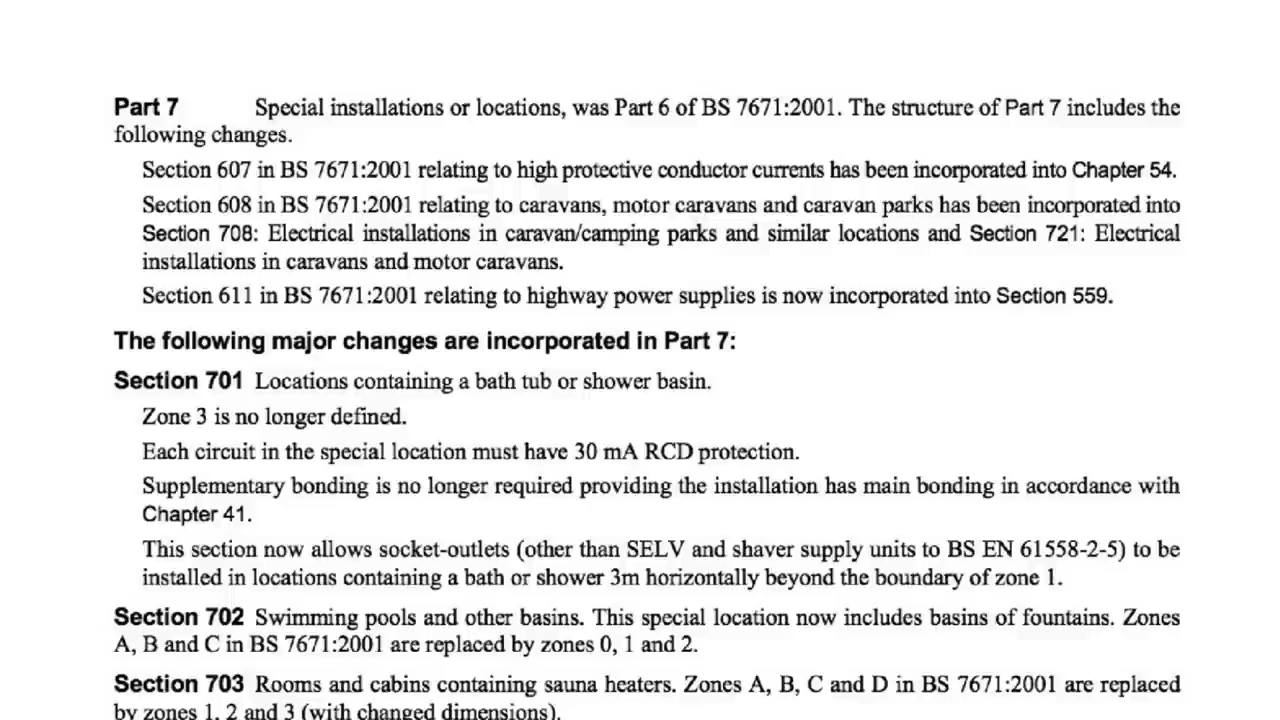 Part 7 Special installations or locations, was Part 6 of BS 7671:2001. The structure of Part 7 includes the
following changes.
Section 607 in BS 7671:2001 relating to high protective conductor currents has been incorporated into Chapter 54.
Section 608 in BS 7671:2001 relating to caravans, motor caravans and caravan parks has been incorporated into
Section 708: Electrical installations in caravan/camping parks and similar locations and Section 721: Electrical
installations in caravans and motor caravans.
Section 611 in BS 7671:2001 relating to highway power supplies is now incorporated into Section 559.
The following major changes are incorporated in Part 7:
Section 701 Locations containing a bath tub or shower basin.
Zone 3 is no longer defined.
Each circuit in the special location must have 30 mA RCD protection.
Supplementary bonding is no longer required providing the installation has main bonding in accordance with
Chapter 41.
This section now allows socket-outlets (other than SELV and shaver supply units to BS EN 61558-2-5) to be
installed in locations containing a bath or shower 3m horizontally beyond the boundary of zone 1.
Section 702 Swimming pools and other basins. This special location now includes basins of fountains. Zones
A, B and C in BS 7671:2001 are replaced by zones 0, 1 and 2.
Section 703 Rooms and cabins containing sauna heaters. Zones A, B, C and D in BS 7671:2001 are replaced
by zones 1, 2 and 3 (with changed dimensions).